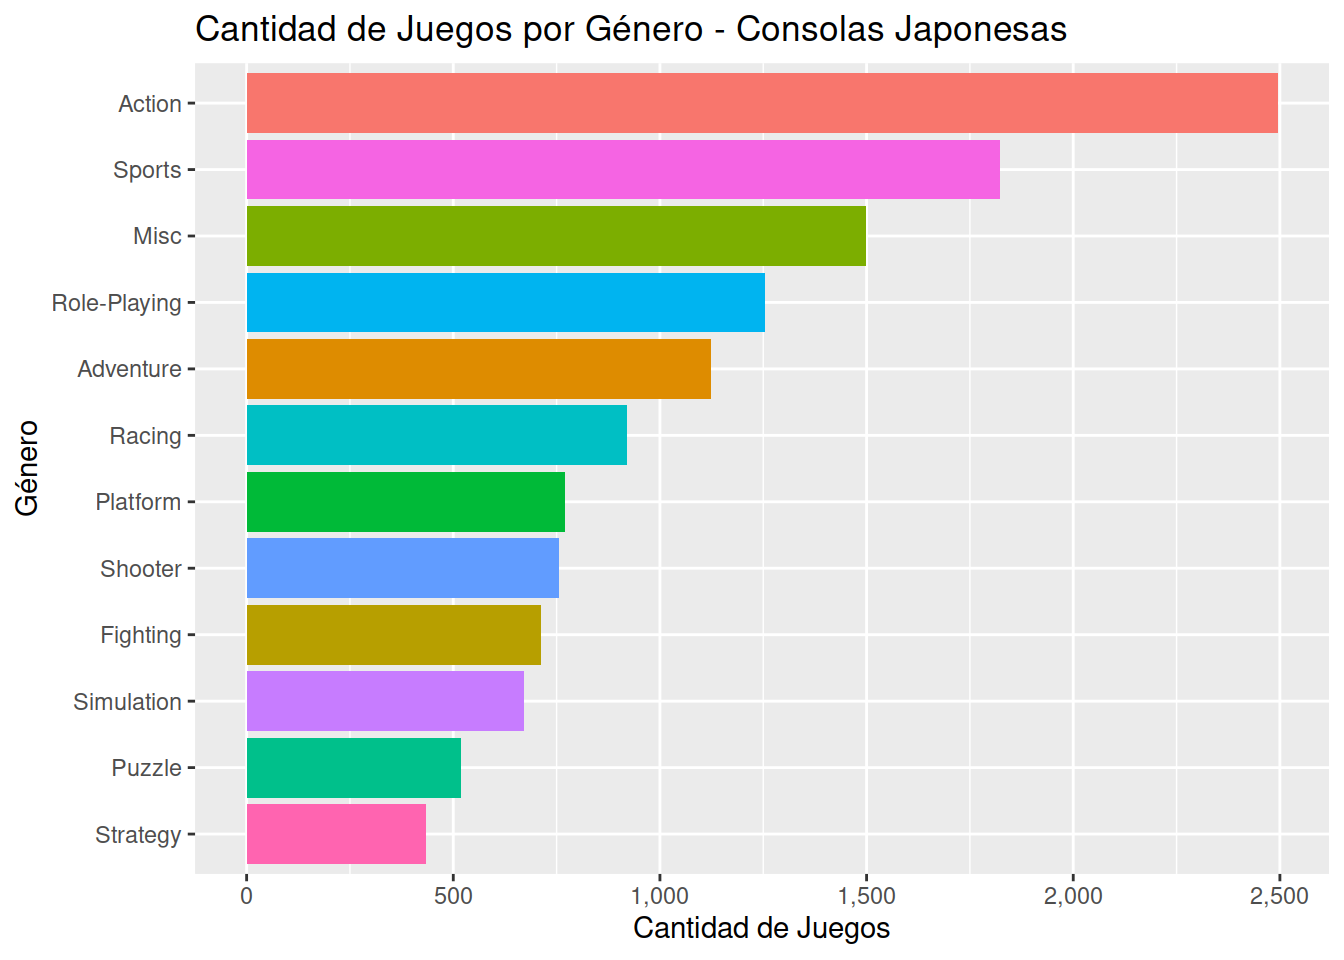 Cantidad de Juegos por Género - Consolas Japonesas
Género
Action
Sports
Misc
Role-Playing
Adventure
Racing
Platform
Shooter
Fighting
Simulation
Puzzle
Strategy
0 500 1,000 1,500 2,000 2,500
Cantidad de Juegos